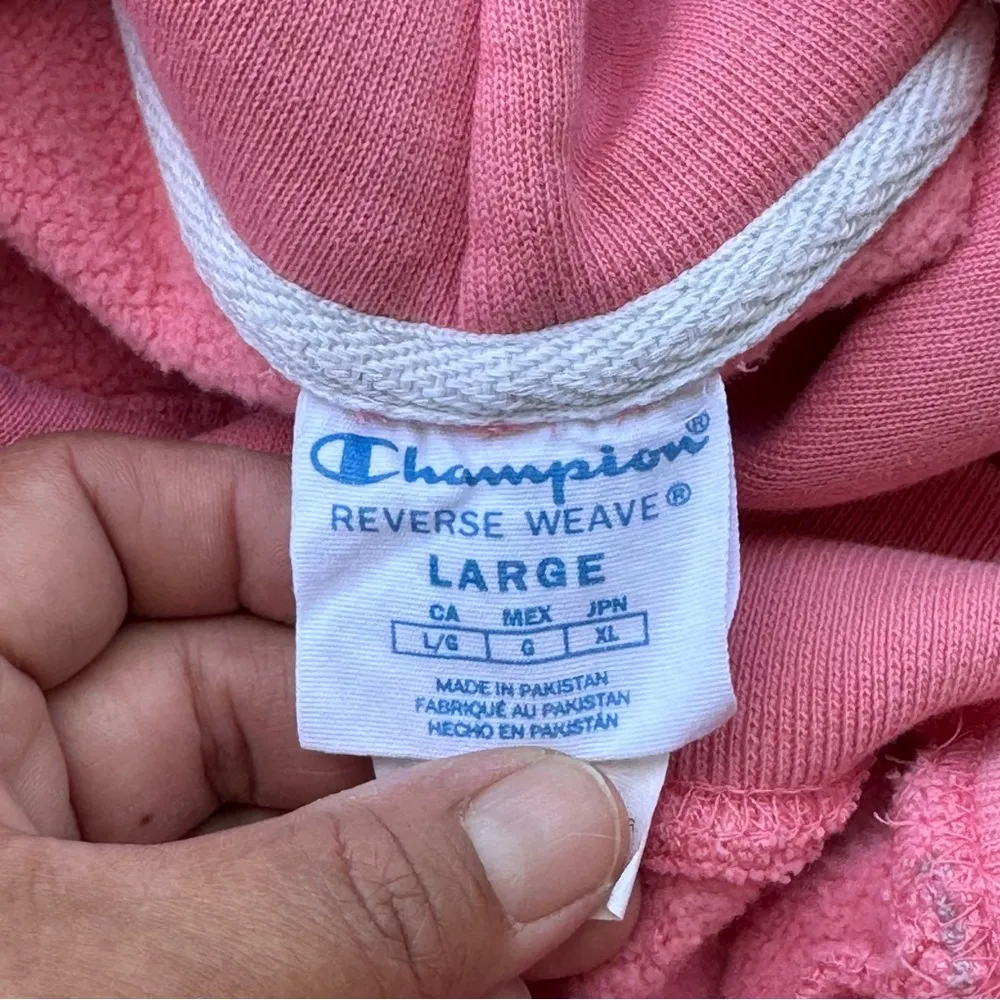 Champion®
REVERSE WEAVE®
LARGE
CA MEX JPN
L/G G XL
MADE IN PAKISTAN
FABRIQUÉ AU PAKISTAN
HECHO EN PAKISTÁN